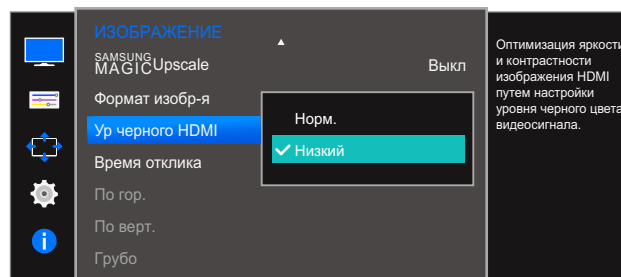 ИЗОБРАЖЕНИЕ
SAMSUNG
MAGICUpscale
Выкл
Формат изобр-я
Ур черного HDMI
Норм.
Низкий
Время отклика
По гор.
По верт.
Грубо
Оптимизация яркости
и контрастности
изображения HDMI
путем настройки
уровня черного цвета
видеосигнала.